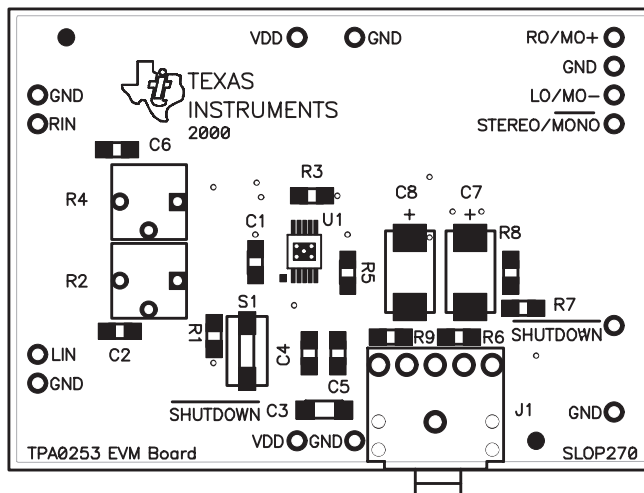 VDD GND RO/MO+
GND
TEXAS
GND LO/MO-
INSTRUMENTS
RIN STEREO/MONO
2000
C6
R3
R4 C8 C7
+ +
C1 U1
R8
R2 R5
S1
R7
R1 SHUTDOWN
C2 C4 R9 R6
LIN
C5
GND
C3 J1
SHUTDOWN GND
VDD GND
TPA0253 EVM Board SLOP270